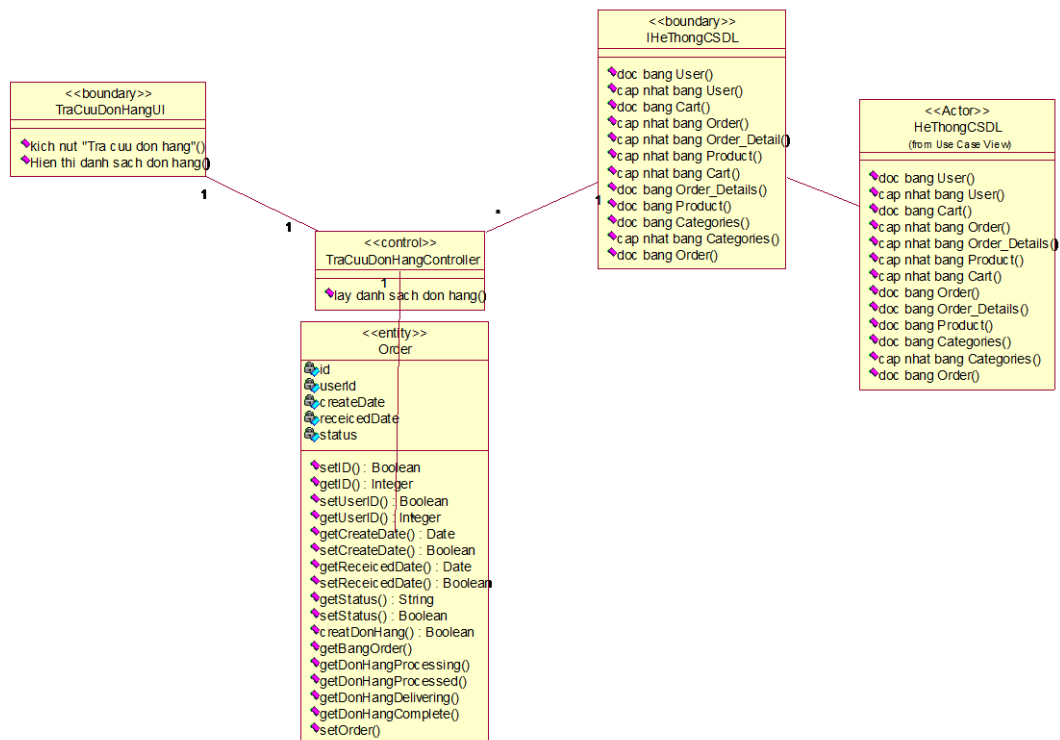 <<boundary>>
TraCuuDonHangUI
kich nut "Tra cuu don hang"()
Hien thi danh sach don hang()
1
1
<<control>>
TraCuuDonHangController
1
lay danh sach don hang()
*
1
<<boundary>>
IHeThongCSDL
doc bang User()
cap nhat bang User()
doc bang Cart()
cap nhat bang Order()
cap nhat bang Order_Detail()
cap nhat bang Product()
cap nhat bang Cart()
doc bang Order_Details()
doc bang Product()
doc bang Categories()
cap nhat bang Categories()
doc bang Order()
<<Actor>>
HeThongCSDL
(from Use Case View)
doc bang User()
cap nhat bang User()
doc bang Cart()
cap nhat bang Order()
cap nhat bang Order_Details()
cap nhat bang Product()
cap nhat bang Cart()
doc bang Order()
doc bang Order_Details()
doc bang Product()
doc bang Categories()
cap nhat bang Categories()
doc bang Order()
<<entity>>
Order
id
userId
createDate
receicedDate
status
setID() : Boolean
getID() : Integer
setUserID() : Boolean
getUserID() : Integer
*
getCreateDate() : Date
setCreateDate() : Boolean
getReceicedDate() : Date
setReceicedDate() : Boolean
getStatus() : String
setStatus() : Boolean
creatDonHang() : Boolean
getBangOrder()
getDonHangProcessing()
getDonHangProcessed()
getDonHangDelivering()
getDonHangComplete()
setOrder()